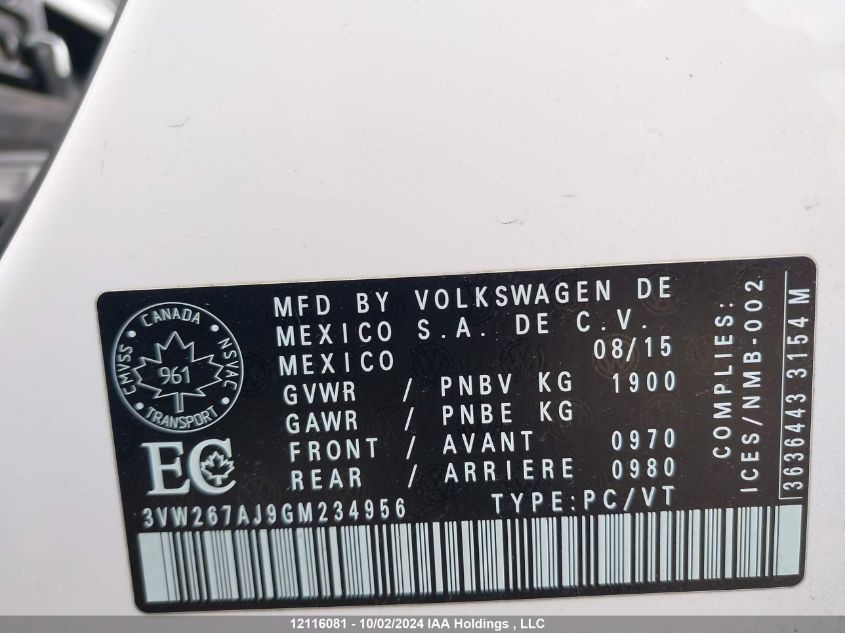 MFD BY VOLKSWAGEN DE
MEXICO S.A. DE C.V.
MEXICO 08/15
GVWR / PNBV KG 1900
GAWR / PNBE KG
FRONT / AVANT 0970
REAR / ARRIERE 0980
CANADA
CMVSS NSVAC
961
TRANSPORT
EC
3VW267AJ9GM234956 TYPE:PC/VT
COMPLIES:
ICES/NMB-002
3636443 3154 M
12116081 - 10/02/2024 IAA Holdings , LLC